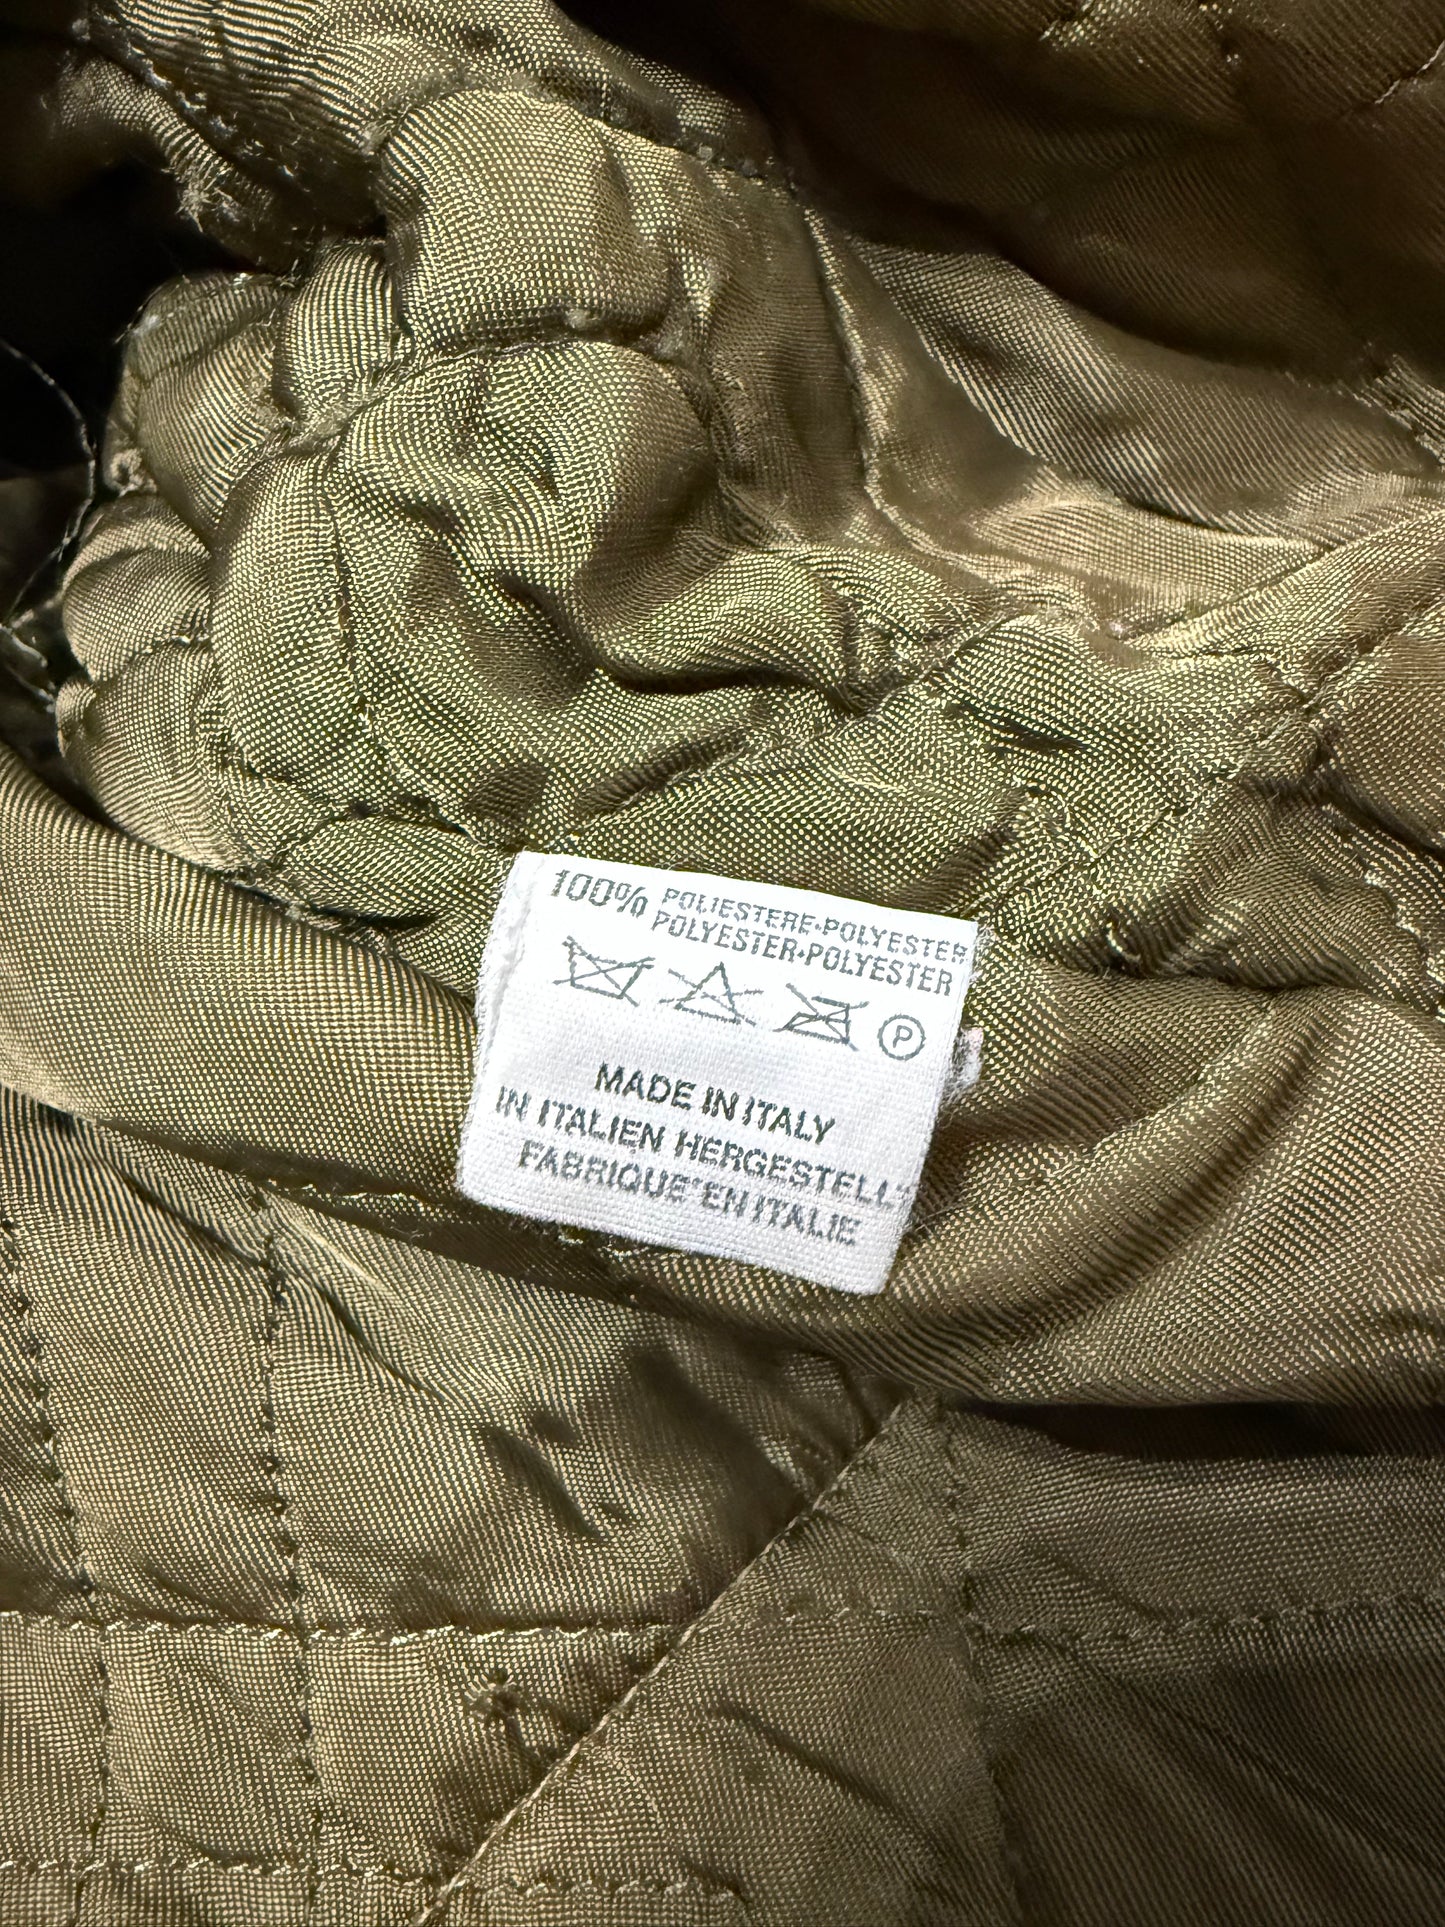 100% POLIESTERE·POLYESTER
POLYESTER·POLYESTER
P
MADE IN ITALY
IN ITALIEN HERGESTELLT
FABRIQUE' EN ITALIE